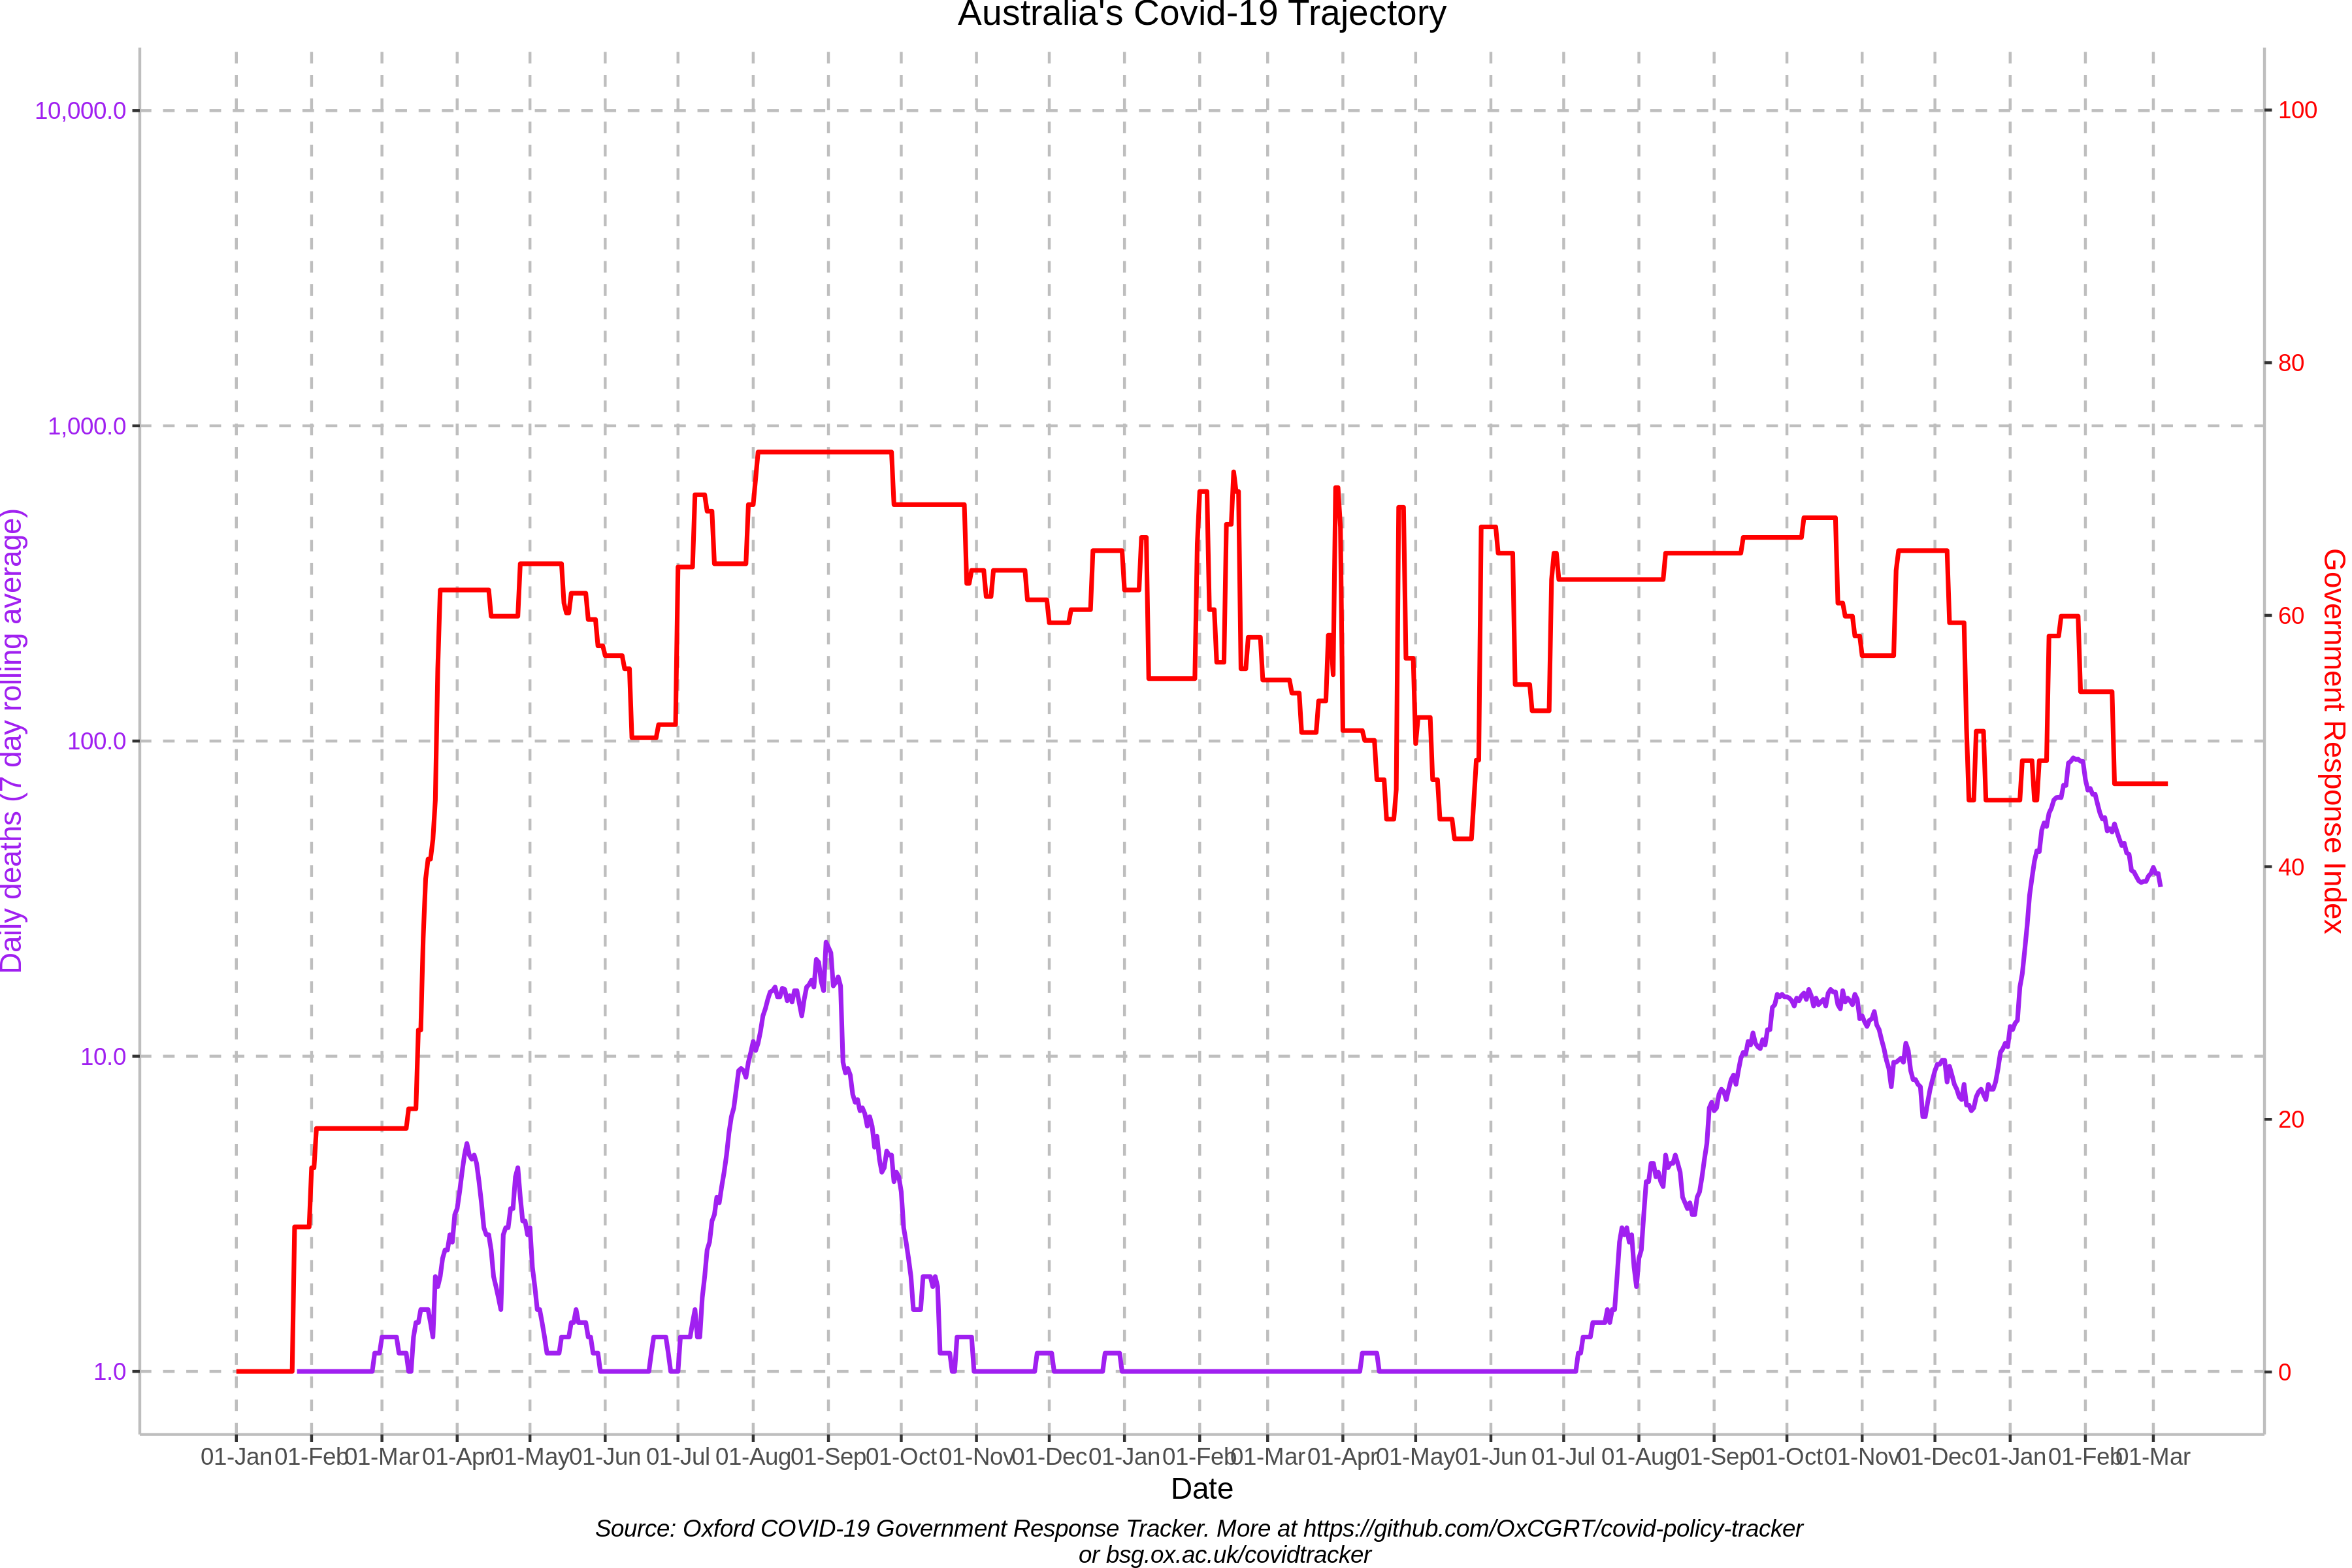 Australia's Covid-19 Trajectory
10,000.0
1,000.0
100.0
10.0
1.0
Daily deaths (7 day rolling average)
100
80
60
40
20
0
Government Response Index
01-Jan 01-Feb 01-Mar 01-Apr 01-May 01-Jun 01-Jul 01-Aug 01-Sep 01-Oct 01-Nov 01-Dec 01-Jan 01-Feb 01-Mar 01-Apr 01-May 01-Jun 01-Jul 01-Aug 01-Sep 01-Oct 01-Nov 01-Dec 01-Jan 01-Feb 01-Mar
Date
Source: Oxford COVID-19 Government Response Tracker. More at https://github.com/OxCGRT/covid-policy-tracker
or bsg.ox.ac.uk/covidtracker